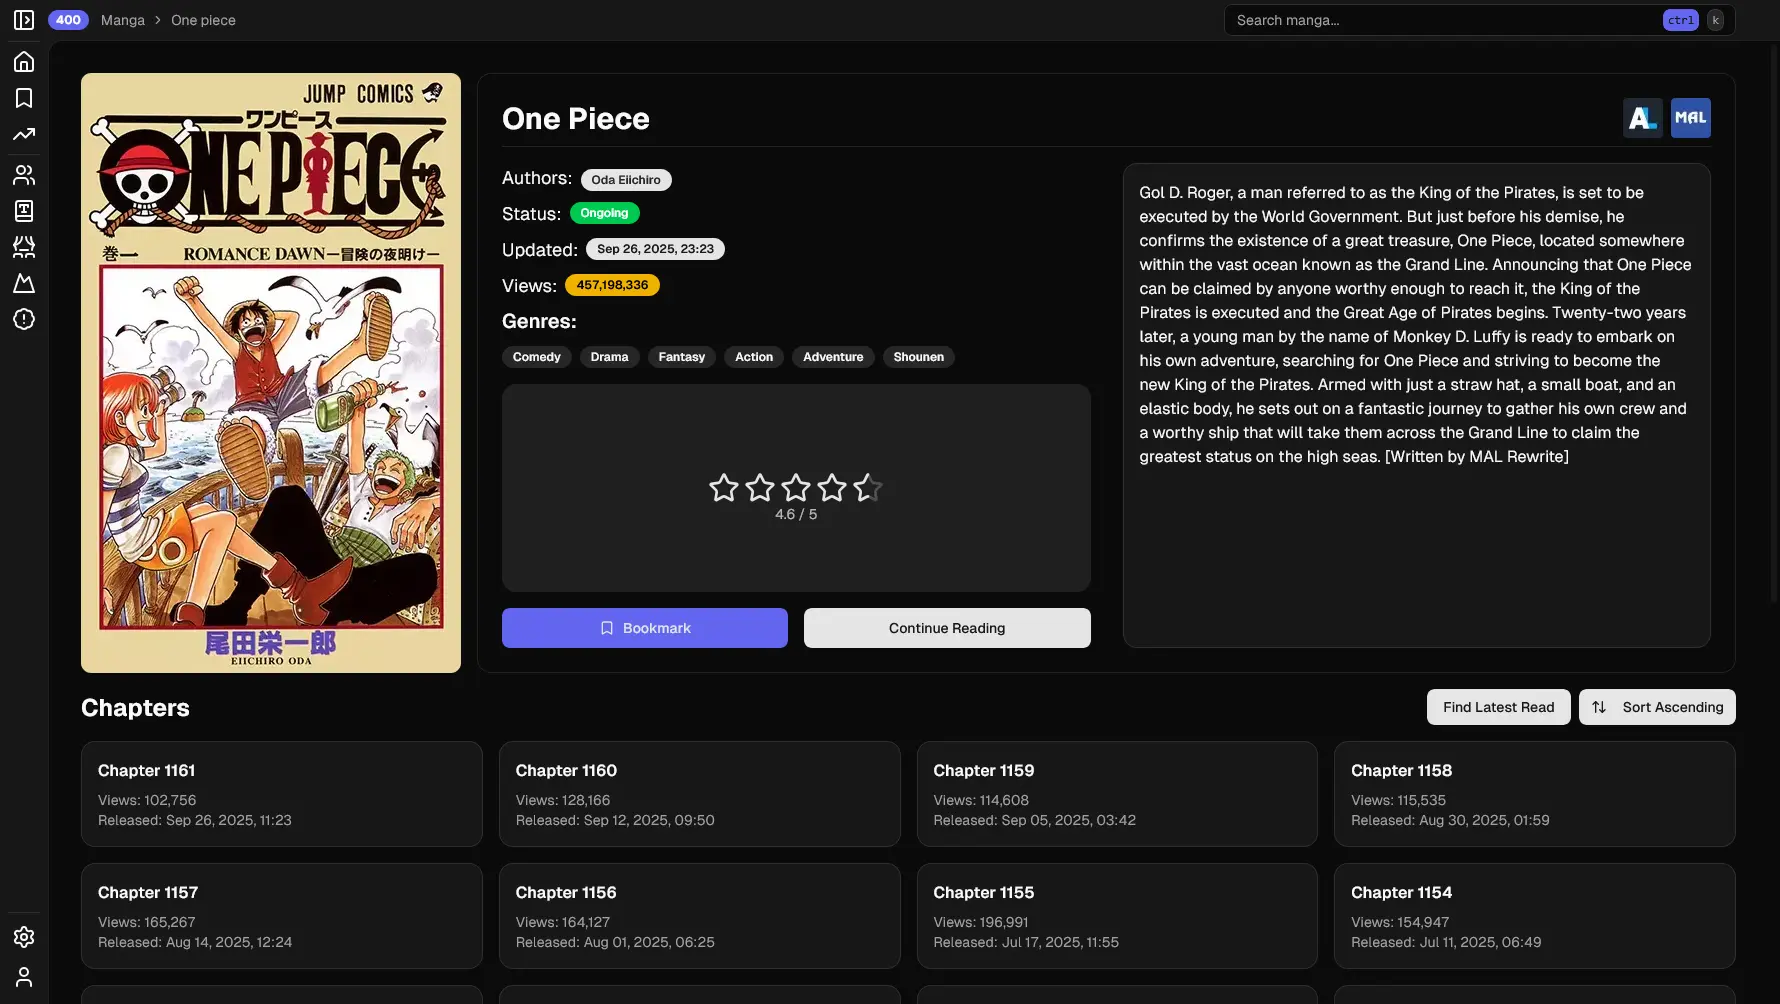 400 Manga > One piece
Search manga...
ctrl k
JUMP COMICS
ワンピース
ONE PIECE
巻一 ROMANCE DAWN—冒険の夜明け—
尾田栄一郎
EIICHIRO ODA
One Piece
AL
MAL
Authors: Oda Eiichiro
Status: Ongoing
Updated: Sep 26, 2025, 23:23
Views: 457,198,336
Genres:
Comedy Drama Fantasy Action Adventure Shounen
4.6 / 5
Bookmark
Continue Reading
Gol D. Roger, a man referred to as the King of the Pirates, is set to be
executed by the World Government. But just before his demise, he
confirms the existence of a great treasure, One Piece, located somewhere
within the vast ocean known as the Grand Line. Announcing that One Piece
can be claimed by anyone worthy enough to reach it, the King of the
Pirates is executed and the Great Age of Pirates begins. Twenty-two years
later, a young man by the name of Monkey D. Luffy is ready to embark on
his own adventure, searching for One Piece and striving to become the
new King of the Pirates. Armed with just a straw hat, a small boat, and an
elastic body, he sets out on a fantastic journey to gather his own crew and
a worthy ship that will take them across the Grand Line to claim the
greatest status on the high seas. [Written by MAL Rewrite]
Chapters
Find Latest Read
Sort Ascending
Chapter 1161
Views: 102,756
Released: Sep 26, 2025, 11:23
Chapter 1160
Views: 128,166
Released: Sep 12, 2025, 09:50
Chapter 1159
Views: 114,608
Released: Sep 05, 2025, 03:42
Chapter 1158
Views: 115,535
Released: Aug 30, 2025, 01:59
Chapter 1157
Views: 165,267
Released: Aug 14, 2025, 12:24
Chapter 1156
Views: 164,127
Released: Aug 01, 2025, 06:25
Chapter 1155
Views: 196,991
Released: Jul 17, 2025, 11:55
Chapter 1154
Views: 154,947
Released: Jul 11, 2025, 06:49